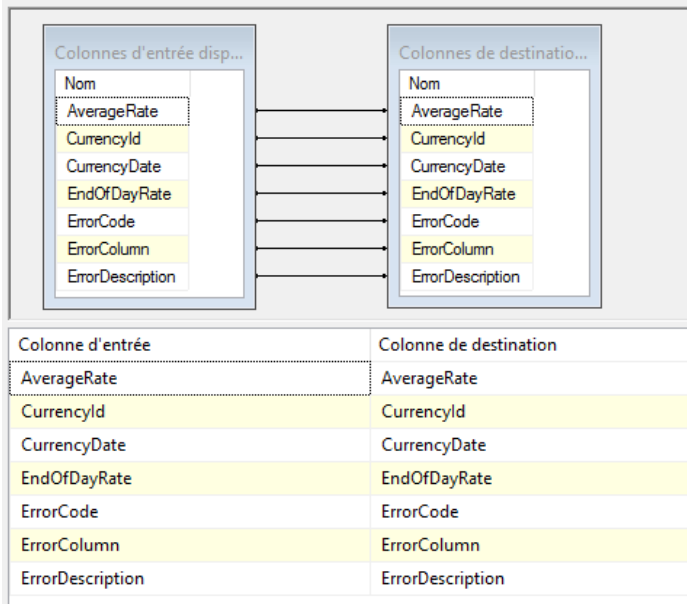 Colonnes d'entrée disp... Colonnes de destinatio...
Nom Nom
AverageRate AverageRate
CurrencyId CurrencyId
CurrencyDate CurrencyDate
EndOfDayRate EndOfDayRate
ErrorCode ErrorCode
ErrorColumn ErrorColumn
ErrorDescription ErrorDescription
Colonne d'entrée Colonne de destination
AverageRate AverageRate
CurrencyId CurrencyId
CurrencyDate CurrencyDate
EndOfDayRate EndOfDayRate
ErrorCode ErrorCode
ErrorColumn ErrorColumn
ErrorDescription ErrorDescription